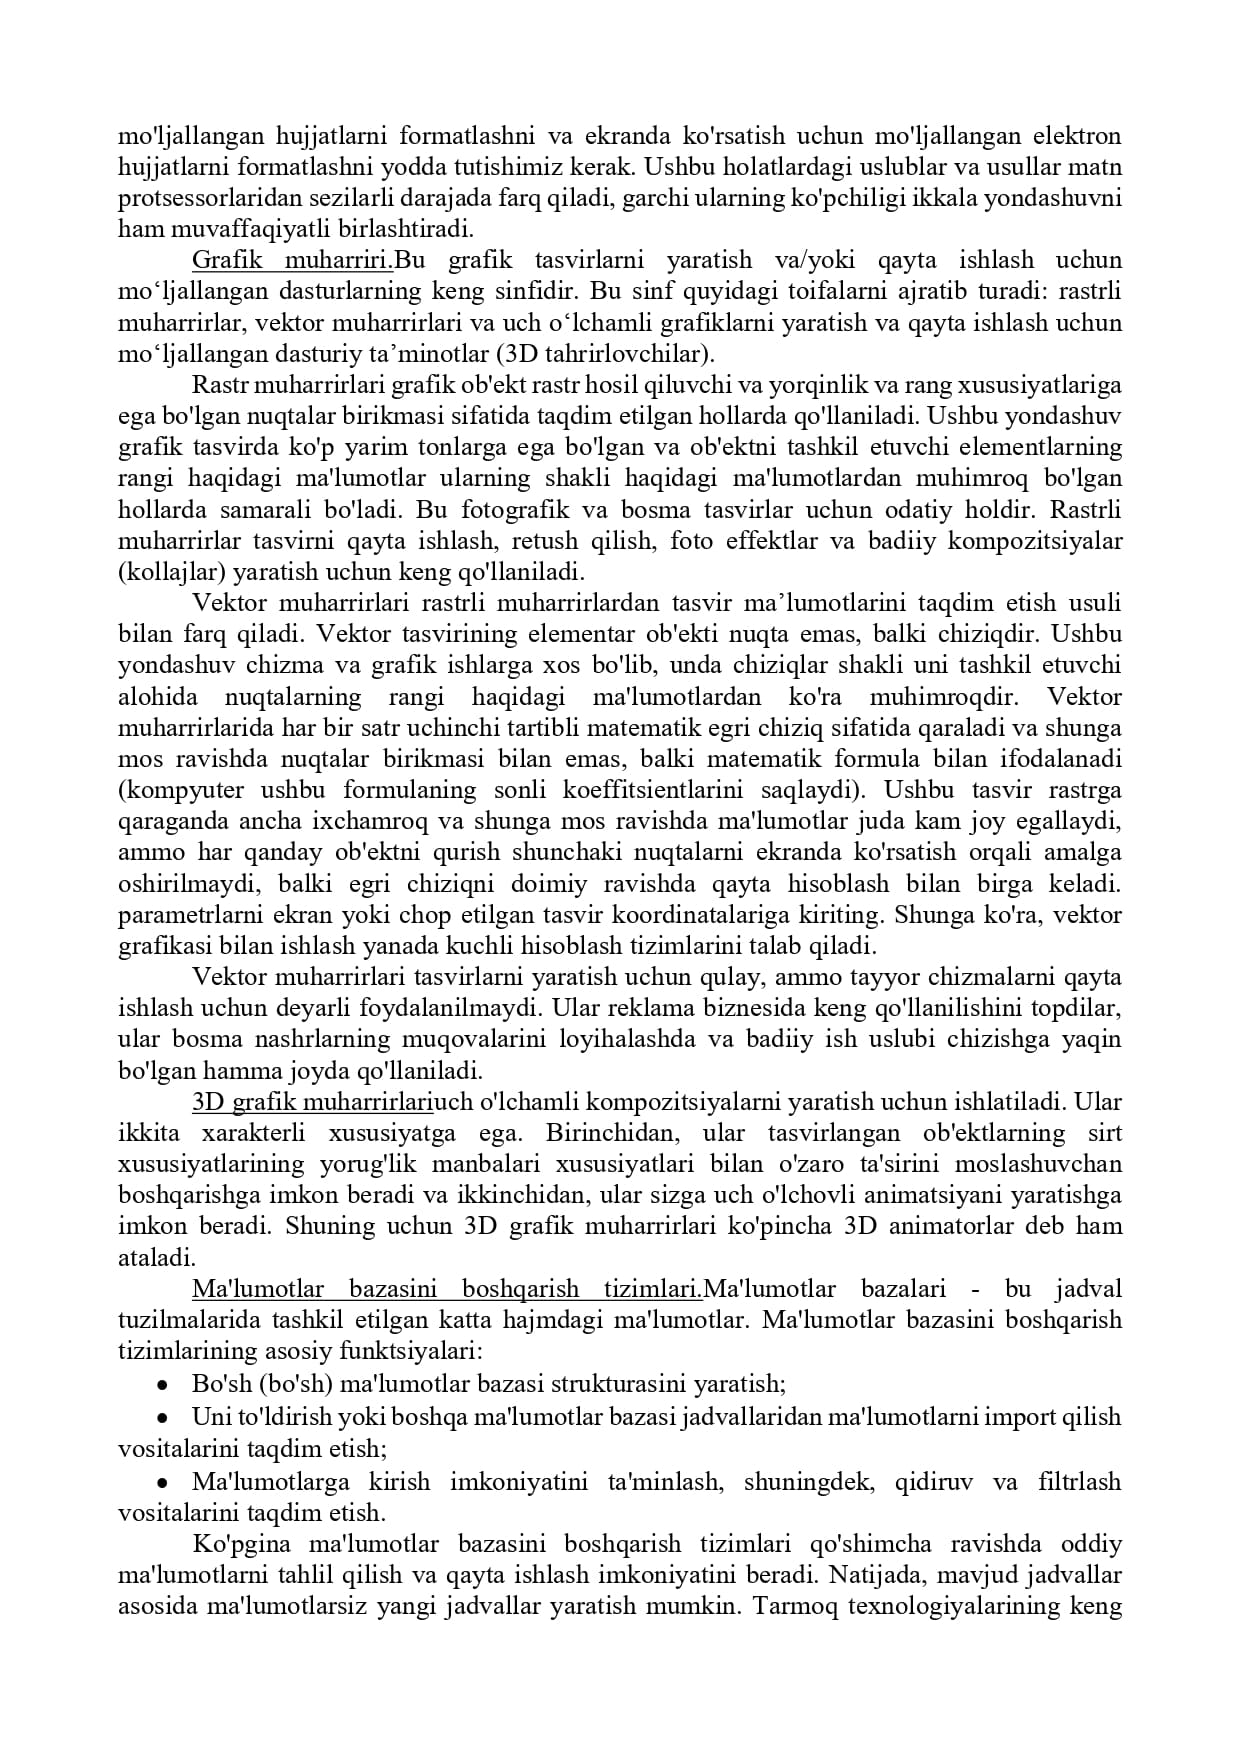 mo'ljallangan hujjatlarni formatlashni va ekranda ko'rsatish uchun mo'ljallangan elektron
hujjatlarni formatlashni yodda tutishimiz kerak. Ushbu holatlardagi uslublar va usullar matn
protsessorlaridan sezilarli darajada farq qiladi, garchi ularning ko'pchiligi ikkala yondashuvni
ham muvaffaqiyatli birlashtiradi.
Grafik muharriri.Bu grafik tasvirlarni yaratish va/yoki qayta ishlash uchun
mo‘ljallangan dasturlarning keng sinfidir. Bu sinf quyidagi toifalarni ajratib turadi: rastrli
muharrirlar, vektor muharrirlari va uch o‘lchamli grafiklarni yaratish va qayta ishlash uchun
mo‘ljallangan dasturiy ta’minotlar (3D tahrirlovchilar).
Rastr muharrirlari grafik ob'ekt rastr hosil qiluvchi va yorqinlik va rang xususiyatlariga
ega bo'lgan nuqtalar birikmasi sifatida taqdim etilgan hollarda qo'llaniladi. Ushbu yondashuv
grafik tasvirda ko'p yarim tonlarga ega bo'lgan va ob'ektni tashkil etuvchi elementlarning
rangi haqidagi ma'lumotlar ularning shakli haqidagi ma'lumotlardan muhimroq bo'lgan
hollarda samarali bo'ladi. Bu fotografik va bosma tasvirlar uchun odatiy holdir. Rastrli
muharrirlar tasvirni qayta ishlash, retush qilish, foto effektlar va badiiy kompozitsiyalar
(kollajlar) yaratish uchun keng qo'llaniladi.
Vektor muharrirlari rastrli muharrirlardan tasvir ma’lumotlarini taqdim etish usuli
bilan farq qiladi. Vektor tasvirining elementar ob'ekti nuqta emas, balki chiziqdir. Ushbu
yondashuv chizma va grafik ishlarga xos bo'lib, unda chiziqlar shakli uni tashkil etuvchi
alohida nuqtalarning rangi haqidagi ma'lumotlardan ko'ra muhimroqdir. Vektor
muharrirlarida har bir satr uchinchi tartibli matematik egri chiziq sifatida qaraladi va shunga
mos ravishda nuqtalar birikmasi bilan emas, balki matematik formula bilan ifodalanadi
(kompyuter ushbu formulaning sonli koeffitsientlarini saqlaydi). Ushbu tasvir rastrga
qaraganda ancha ixchamroq va shunga mos ravishda ma'lumotlar juda kam joy egallaydi,
ammo har qanday ob'ektni qurish shunchaki nuqtalarni ekranda ko'rsatish orqali amalga
oshirilmaydi, balki egri chiziqni doimiy ravishda qayta hisoblash bilan birga keladi.
parametrlarni ekran yoki chop etilgan tasvir koordinatalariga kiriting. Shunga ko'ra, vektor
grafikasi bilan ishlash yanada kuchli hisoblash tizimlarini talab qiladi.
Vektor muharrirlari tasvirlarni yaratish uchun qulay, ammo tayyor chizmalarni qayta
ishlash uchun deyarli foydalanilmaydi. Ular reklama biznesida keng qo'llanilishini topdilar,
ular bosma nashrlarning muqovalarini loyihalashda va badiiy ish uslubi chizishga yaqin
bo'lgan hamma joyda qo'llaniladi.
3D grafik muharrirlariuch o'lchamli kompozitsiyalarni yaratish uchun ishlatiladi. Ular
ikkita xarakterli xususiyatga ega. Birinchidan, ular tasvirlangan ob'ektlarning sirt
xususiyatlarining yorug'lik manbalari xususiyatlari bilan o'zaro ta'sirini moslashuvchan
boshqarishga imkon beradi va ikkinchidan, ular sizga uch o'lchovli animatsiyani yaratishga
imkon beradi. Shuning uchun 3D grafik muharrirlari ko'pincha 3D animatorlar deb ham
ataladi.
Ma'lumotlar bazasini boshqarish tizimlari.Ma'lumotlar bazalari - bu jadval
tuzilmalarida tashkil etilgan katta hajmdagi ma'lumotlar. Ma'lumotlar bazasini boshqarish
tizimlarining asosiy funktsiyalari:
• Bo'sh (bo'sh) ma'lumotlar bazasi strukturasini yaratish;
• Uni to'ldirish yoki boshqa ma'lumotlar bazasi jadvallaridan ma'lumotlarni import qilish
vositalarini taqdim etish;
• Ma'lumotlarga kirish imkoniyatini ta'minlash, shuningdek, qidiruv va filtrlash
vositalarini taqdim etish.
Ko'pgina ma'lumotlar bazasini boshqarish tizimlari qo'shimcha ravishda oddiy
ma'lumotlarni tahlil qilish va qayta ishlash imkoniyatini beradi. Natijada, mavjud jadvallar
asosida ma'lumotlarsiz yangi jadvallar yaratish mumkin. Tarmoq texnologiyalarining keng